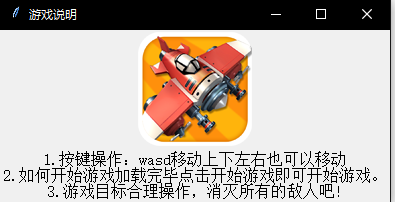 游戏说明
1.按键操作：wasd移动上下左右也可以移动
2.如何开始游戏加载完毕点击开始游戏即可开始游戏。
3.游戏目标合理操作，消灭所有的敌人吧!